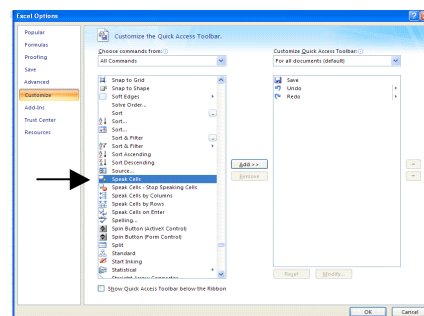 Excel Options
Popular
Formulas
Proofing
Save
Advanced
Customize
Add-Ins
Trust Center
Resources
Customize the Quick Access Toolbar.
Choose commands from:
All Commands
Snap to Grid
Snap to Shape
Soft Edges
Solve Order...
Sort
Sort...
Sort...
Sort & Filter
Sort & Filter
Sort Ascending
Sort Descending
Source...
Speak Cells
Speak Cells - Stop Speaking Cells
Speak Cells by Columns
Speak Cells by Rows
Speak Cells on Enter
Spelling...
Spin Button (ActiveX Control)
Spin Button (Form Control)
Split
Standard
Start Inking
Statistical
Straight Arrow Connector
Show Quick Access Toolbar below the Ribbon
Add >>
Remove
Customize Quick Access Toolbar:
For all documents (default)
Save
Undo
Redo
Reset
Modify...
OK
Cancel